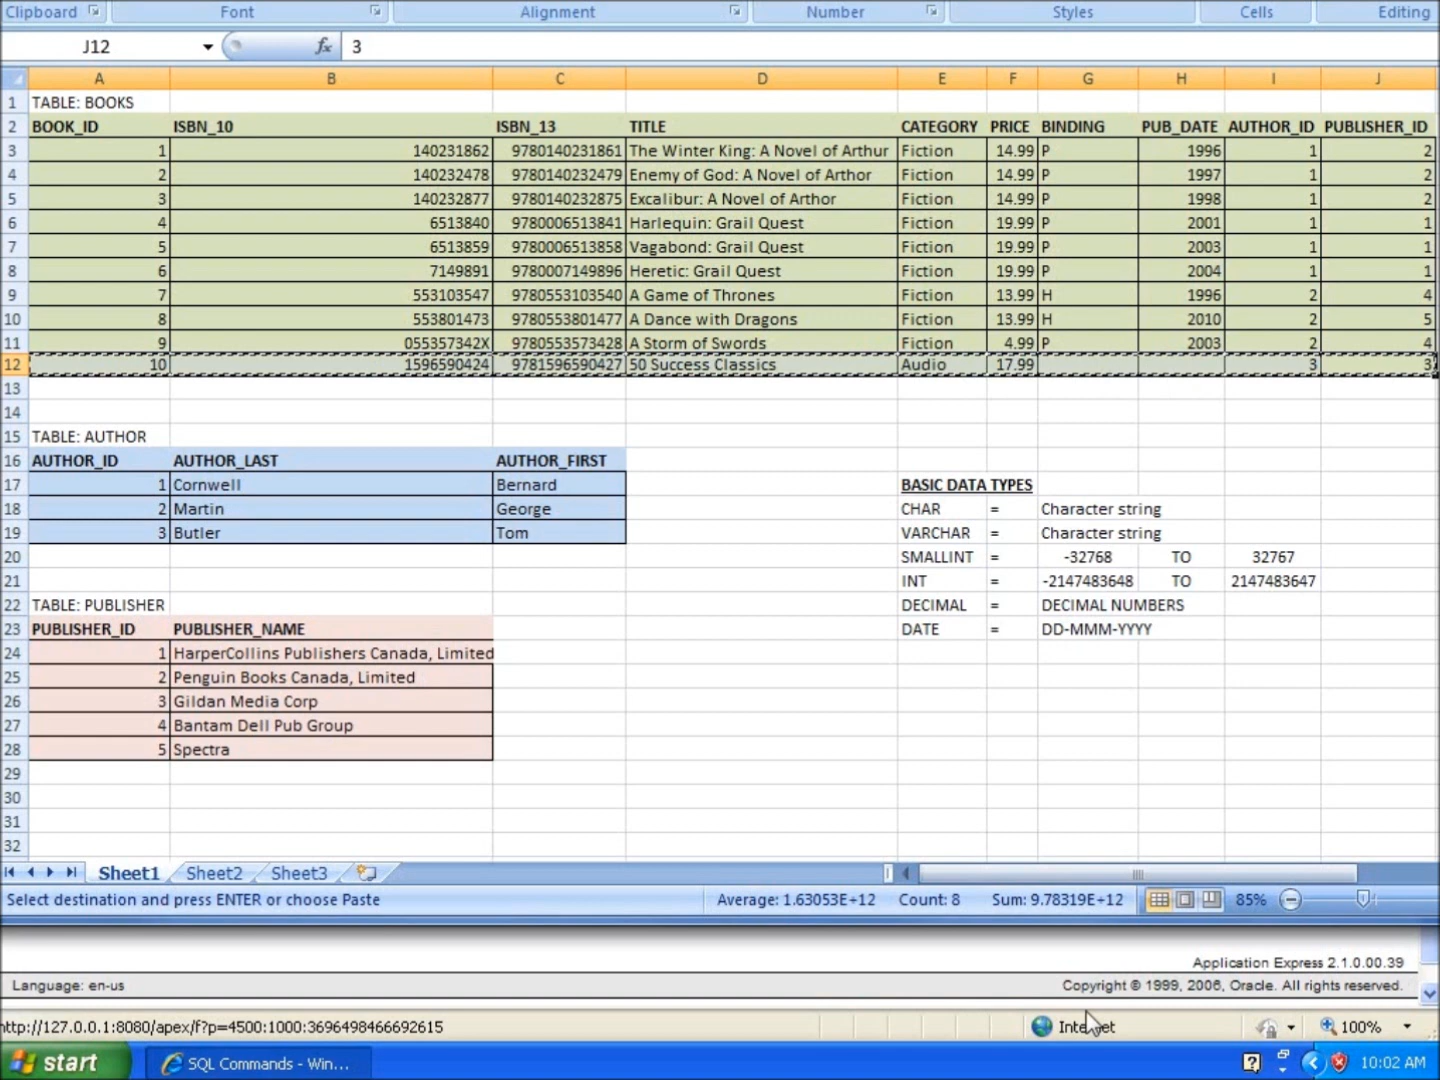 Clipboard Font Alignment Number Styles Cells Editing
J12 fx 3
A B C D E F G H I J
1 TABLE: BOOKS
2 BOOK_ID ISBN_10 ISBN_13 TITLE CATEGORY PRICE BINDING PUB_DATE AUTHOR_ID PUBLISHER_ID
3 1 140231862 9780140231861 The Winter King: A Novel of Arthur Fiction 14.99 P 1996 1 2
4 2 140232478 9780140232479 Enemy of God: A Novel of Arthor Fiction 14.99 P 1997 1 2
5 3 140232877 9780140232875 Excalibur: A Novel of Arthor Fiction 14.99 P 1998 1 2
6 4 6513840 9780006513841 Harlequin: Grail Quest Fiction 19.99 P 2001 1 1
7 5 6513859 9780006513858 Vagabond: Grail Quest Fiction 19.99 P 2003 1 1
8 6 7149891 9780007149896 Heretic: Grail Quest Fiction 19.99 P 2004 1 1
9 7 553103547 9780553103540 A Game of Thrones Fiction 13.99 H 1996 2 4
10 8 553801473 9780553801477 A Dance with Dragons Fiction 13.99 H 2010 2 5
11 9 055357342X 9780553573428 A Storm of Swords Fiction 4.99 P 2003 2 4
12 10 1596590424 9781596590427 50 Success Classics Audio 17.99 3 3
13
14
15 TABLE: AUTHOR
16 AUTHOR_ID AUTHOR_LAST AUTHOR_FIRST
17 1 Cornwell Bernard BASIC DATA TYPES
18 2 Martin George CHAR = Character string
19 3 Butler Tom VARCHAR = Character string
20 SMALLINT = -32768 TO 32767
21 INT = -2147483648 TO 2147483647
22 TABLE: PUBLISHER DECIMAL = DECIMAL NUMBERS
23 PUBLISHER_ID PUBLISHER_NAME DATE = DD-MMM-YYYY
24 1 HarperCollins Publishers Canada, Limited
25 2 Penguin Books Canada, Limited
26 3 Gildan Media Corp
27 4 Bantam Dell Pub Group
28 5 Spectra
29
30
31
32
Sheet1 Sheet2 Sheet3
Select destination and press ENTER or choose Paste Average: 1.63053E+12 Count: 8 Sum: 9.78319E+12 85%
Application Express 2.1.0.00.39
Language: en-us Copyright © 1999, 2006, Oracle. All rights reserved.
http://127.0.0.1:8080/apex/f?p=4500:1000:3696498466692615 Internet 100%
start SQL Commands - Win... 10:02 AM